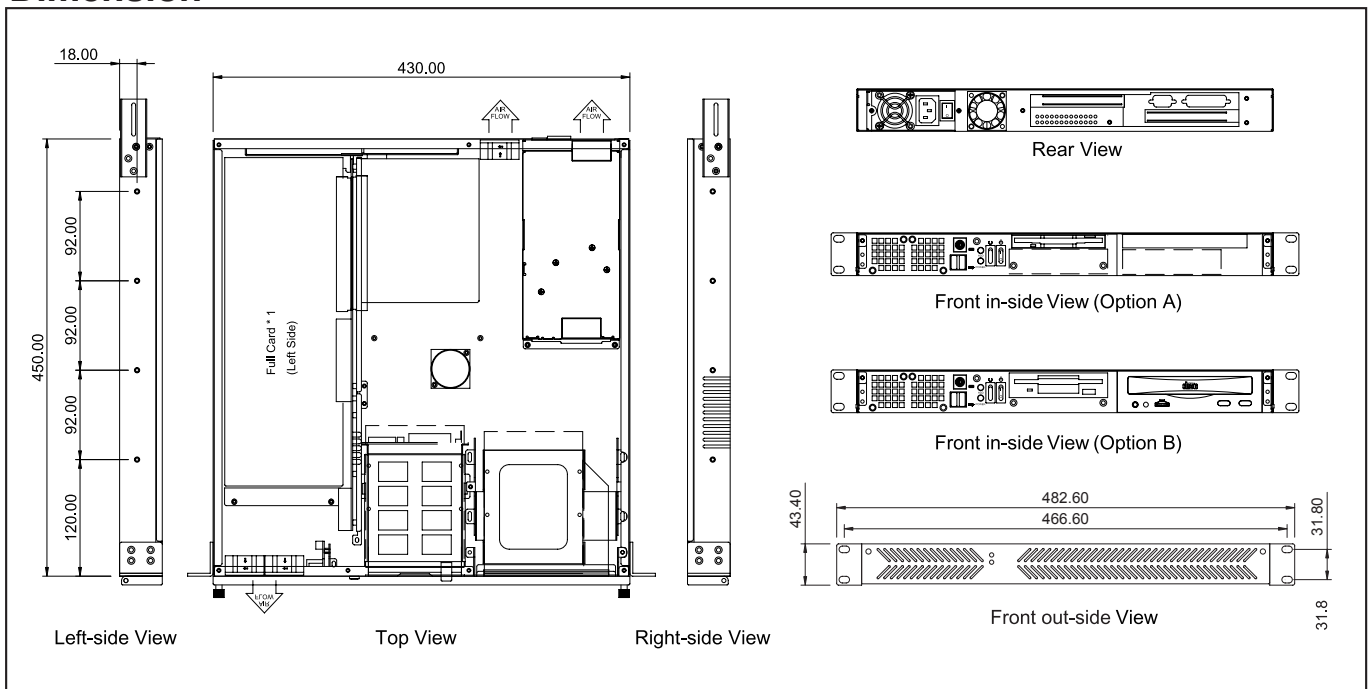 Dimension
18.00
430.00
AIR
FLOW
AIR
FLOW
450.00
92.00
92.00
92.00
120.00
Full Card * 1
(Left Side)
AIR
FLOW
Left-side View
Top View
Right-side View
Rear View
Front in-side View (Option A)
Front in-side View (Option B)
482.60
466.60
43.40
31.80
31.8
Front out-side View